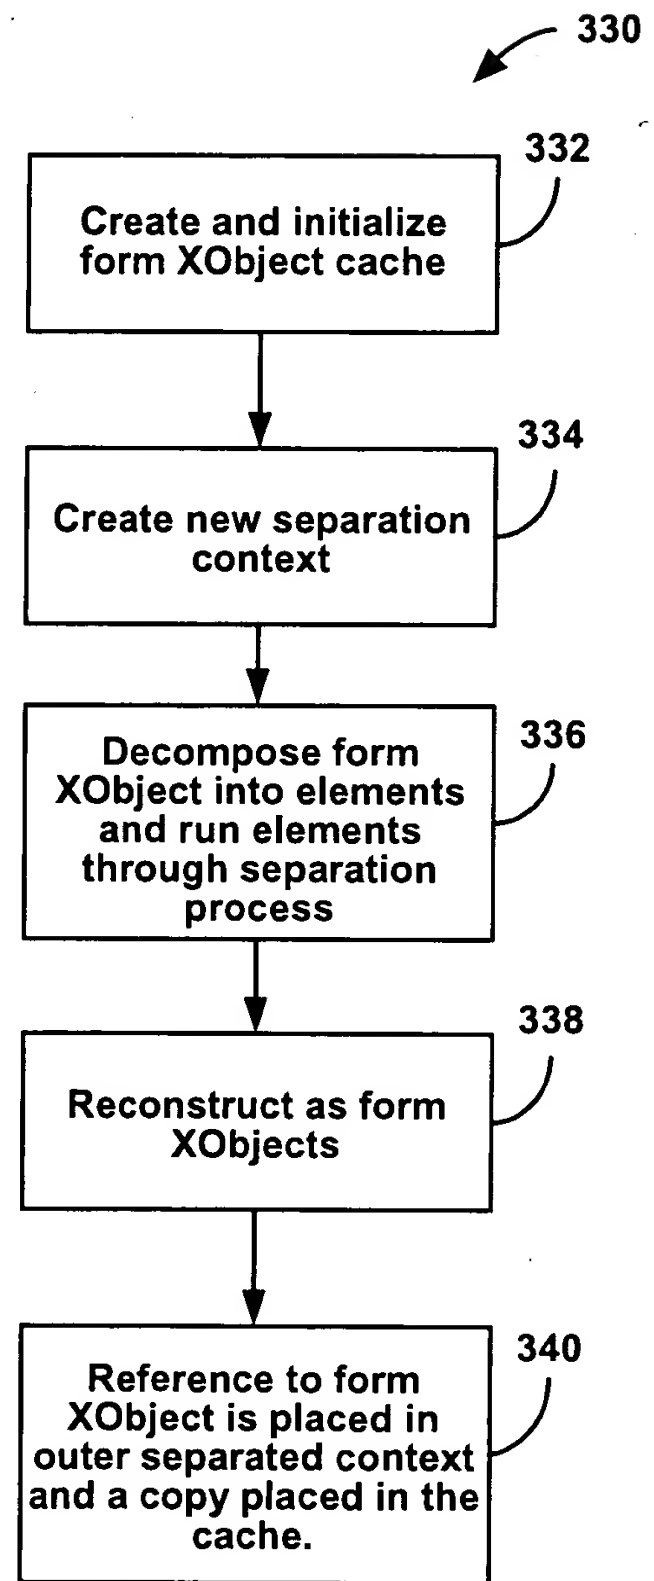 330
332
Create and initialize
form XObject cache
334
Create new separation
context
336
Decompose form
XObject into elements
and run elements
through separation
process
338
Reconstruct as form
XObjects
340
Reference to form
XObject is placed in
outer separated context
and a copy placed in the
cache.